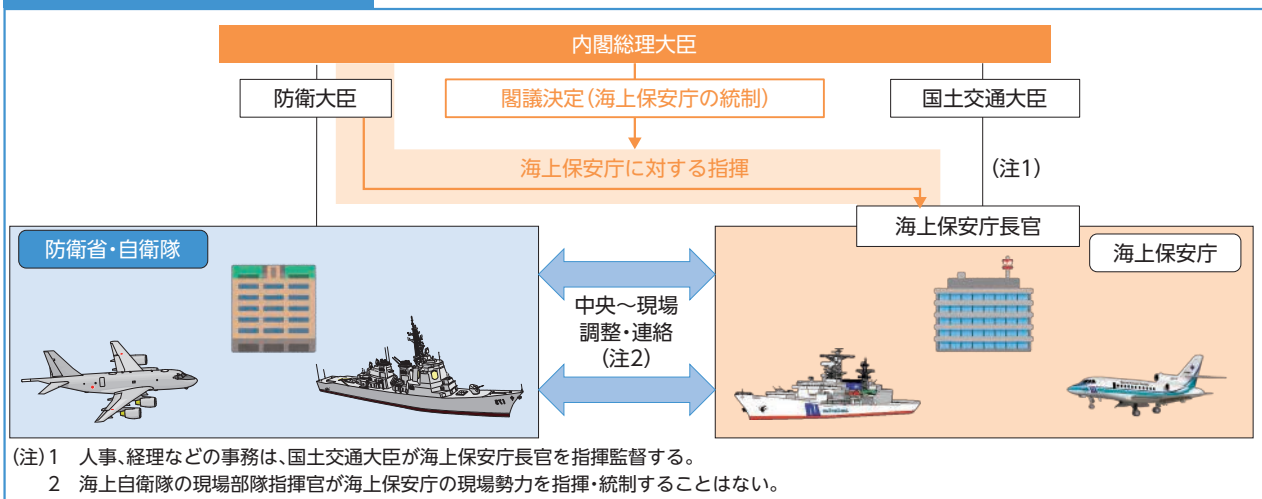 内閣総理大臣
防衛大臣
閣議決定(海上保安庁の統制)
国土交通大臣
海上保安庁に対する指揮
(注1)
海上保安庁長官
防衛省・自衛隊
海上保安庁
中央～現場
調整・連絡
(注2)
(注)1 人事、経理などの事務は、国土交通大臣が海上保安庁長官を指揮監督する。
2 海上自衛隊の現場部隊指揮官が海上保安庁の現場勢力を指揮・統制することはない。